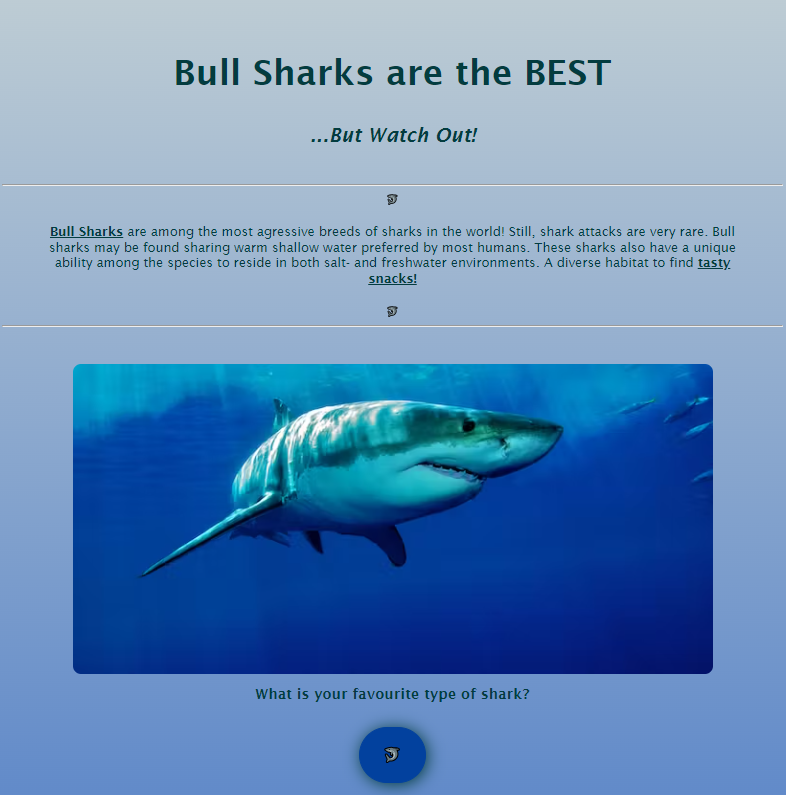 Bull Sharks are the BEST
...But Watch Out!
Bull Sharks are among the most agressive breeds of sharks in the world! Still, shark attacks are very rare. Bull
sharks may be found sharing warm shallow water preferred by most humans. These sharks also have a unique
ability among the species to reside in both salt- and freshwater environments. A diverse habitat to find tasty
snacks!
What is your favourite type of shark?